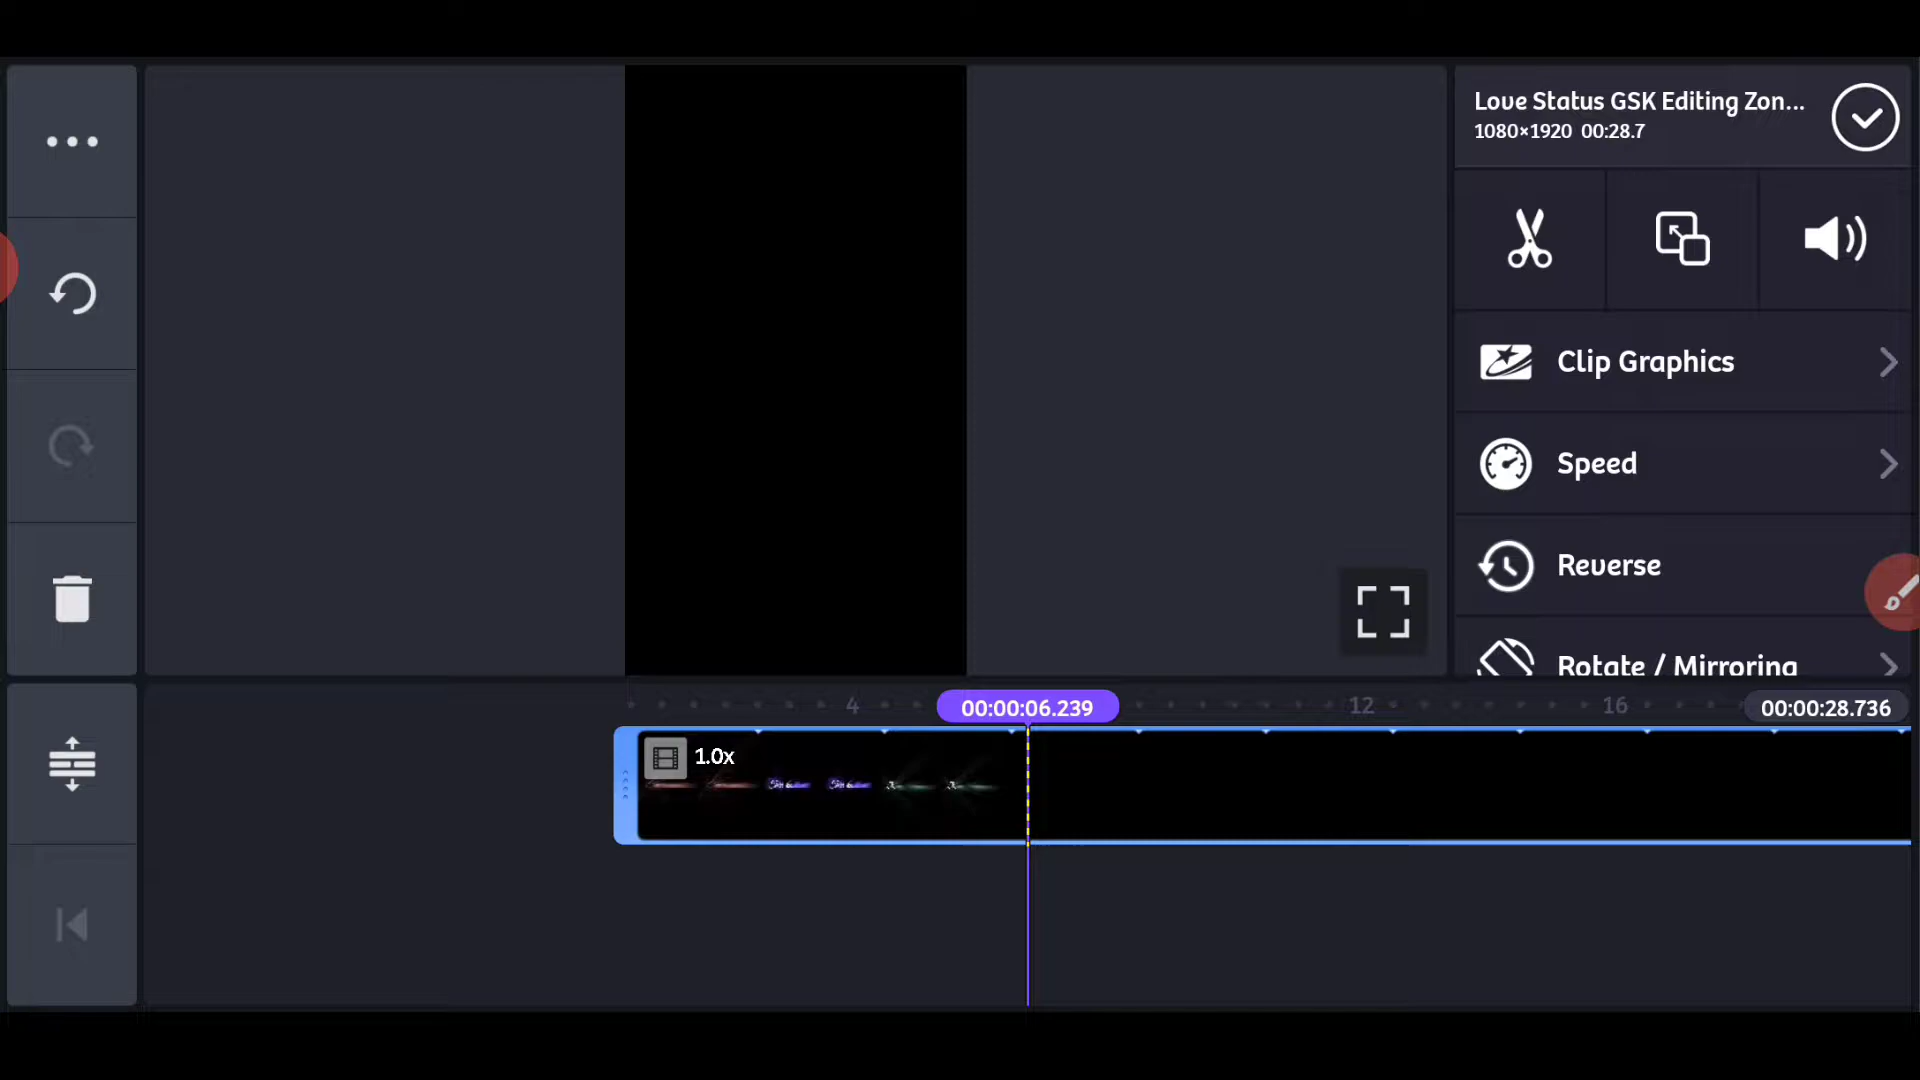 Love Status GSK Editing Zon...
1080×1920 00:28.7
Clip Graphics
Speed
Reverse
Rotate / Mirroring
4
00:00:06.239
12
16
00:00:28.736
1.0x